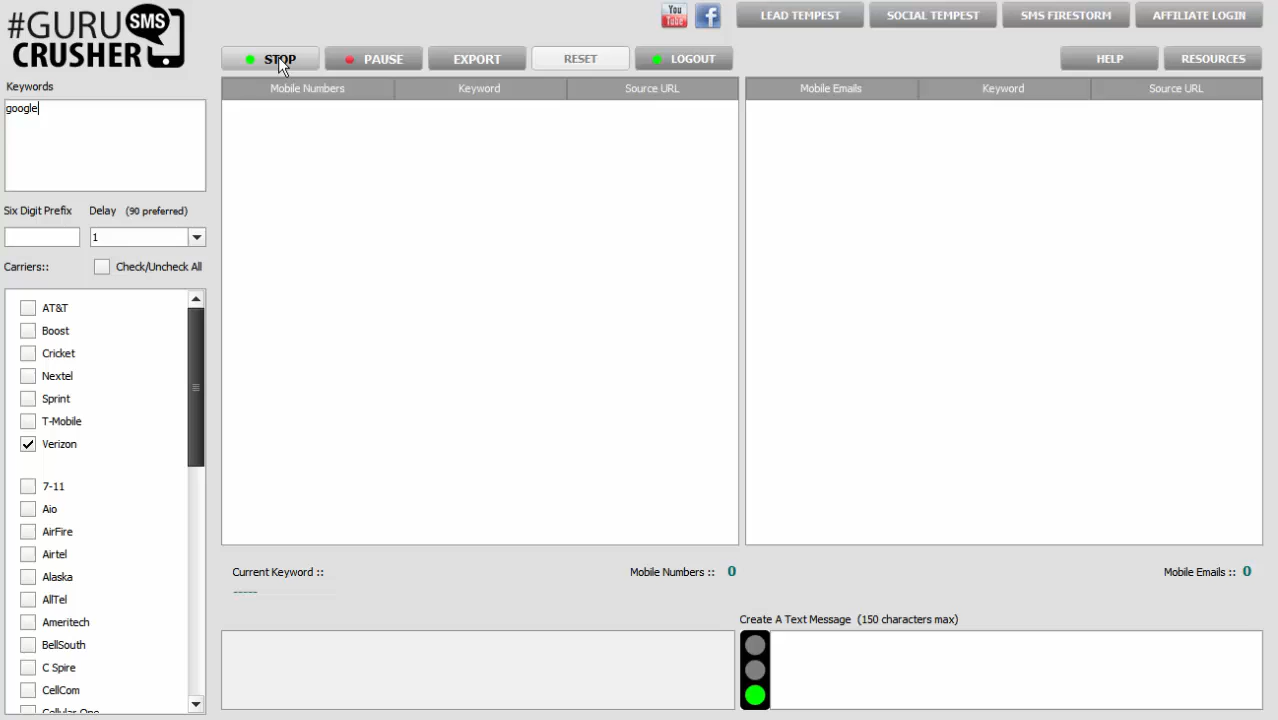 #GURU SMS
CRUSHER
You
Tube
f
LEAD TEMPEST
SOCIAL TEMPEST
SMS FIRESTORM
AFFILIATE LOGIN
STOP
PAUSE
EXPORT
RESET
LOGOUT
HELP
RESOURCES
Keywords
google
Mobile Numbers
Keyword
Source URL
Mobile Emails
Keyword
Source URL
Six Digit Prefix
Delay (90 preferred)
1
Carriers::
Check/Uncheck All
AT&T
Boost
Cricket
Nextel
Sprint
T-Mobile
Verizon
7-11
Aio
AirFire
Airtel
Alaska
AllTel
Ameritech
BellSouth
C Spire
CellCom
Cellular One
Current Keyword ::
-----
Mobile Numbers :: 0
Mobile Emails :: 0
Create A Text Message (150 characters max)